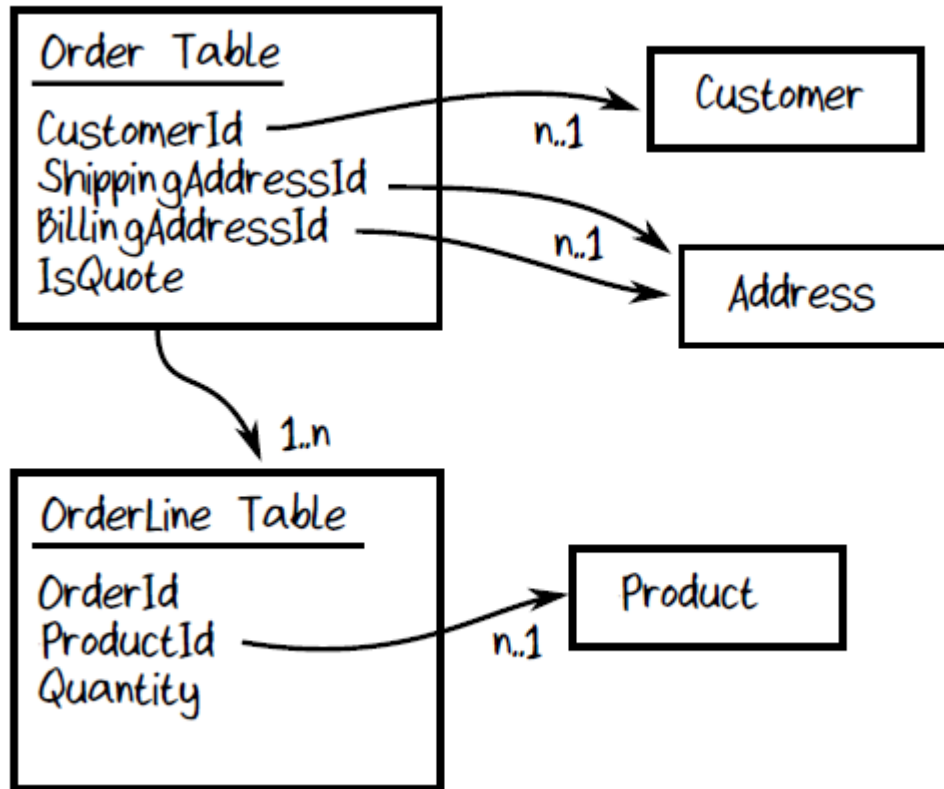 Order Table
CustomerId
ShippingAddressId
BillingAddressId
IsQuote
n..1
Customer
n..1
Address
1..n
OrderLine Table
OrderId
ProductId
Quantity
n..1
Product